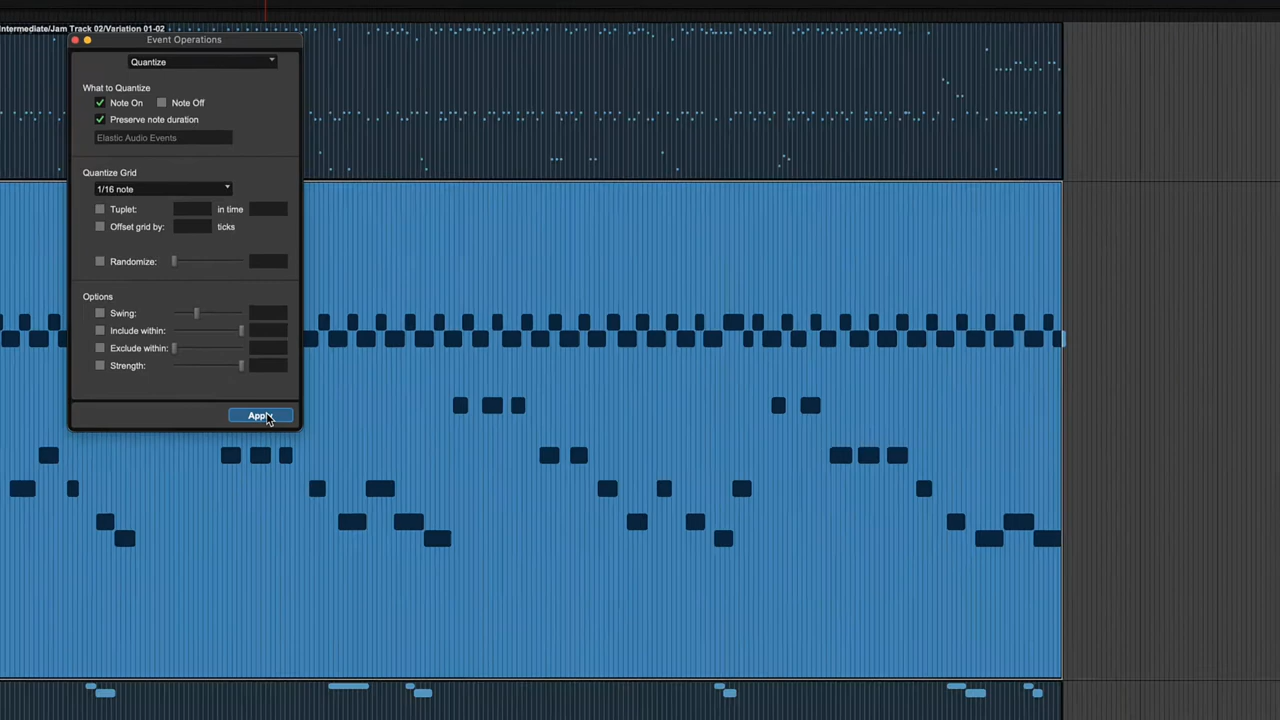 ntermediate/Jam Track 02/Variation 01-02
Event Operations
Quantize
What to Quantize
Note On Note Off
Preserve note duration
Elastic Audio Events
Quantize Grid
1/16 note
Tuplet: in time
Offset grid by: ticks
Randomize:
Options
Swing:
Include within:
Exclude within:
Strength:
Apply